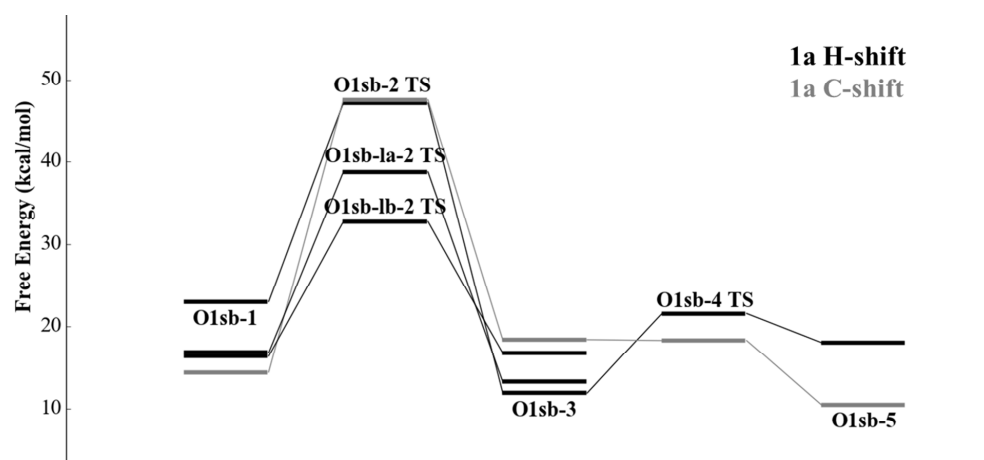 1a H-shift
1a C-shift
Free Energy (kcal/mol)
50
40
30
20
10
O1sb-2 TS
O1sb-la-2 TS
O1sb-lb-2 TS
O1sb-1
O1sb-4 TS
O1sb-3
O1sb-5